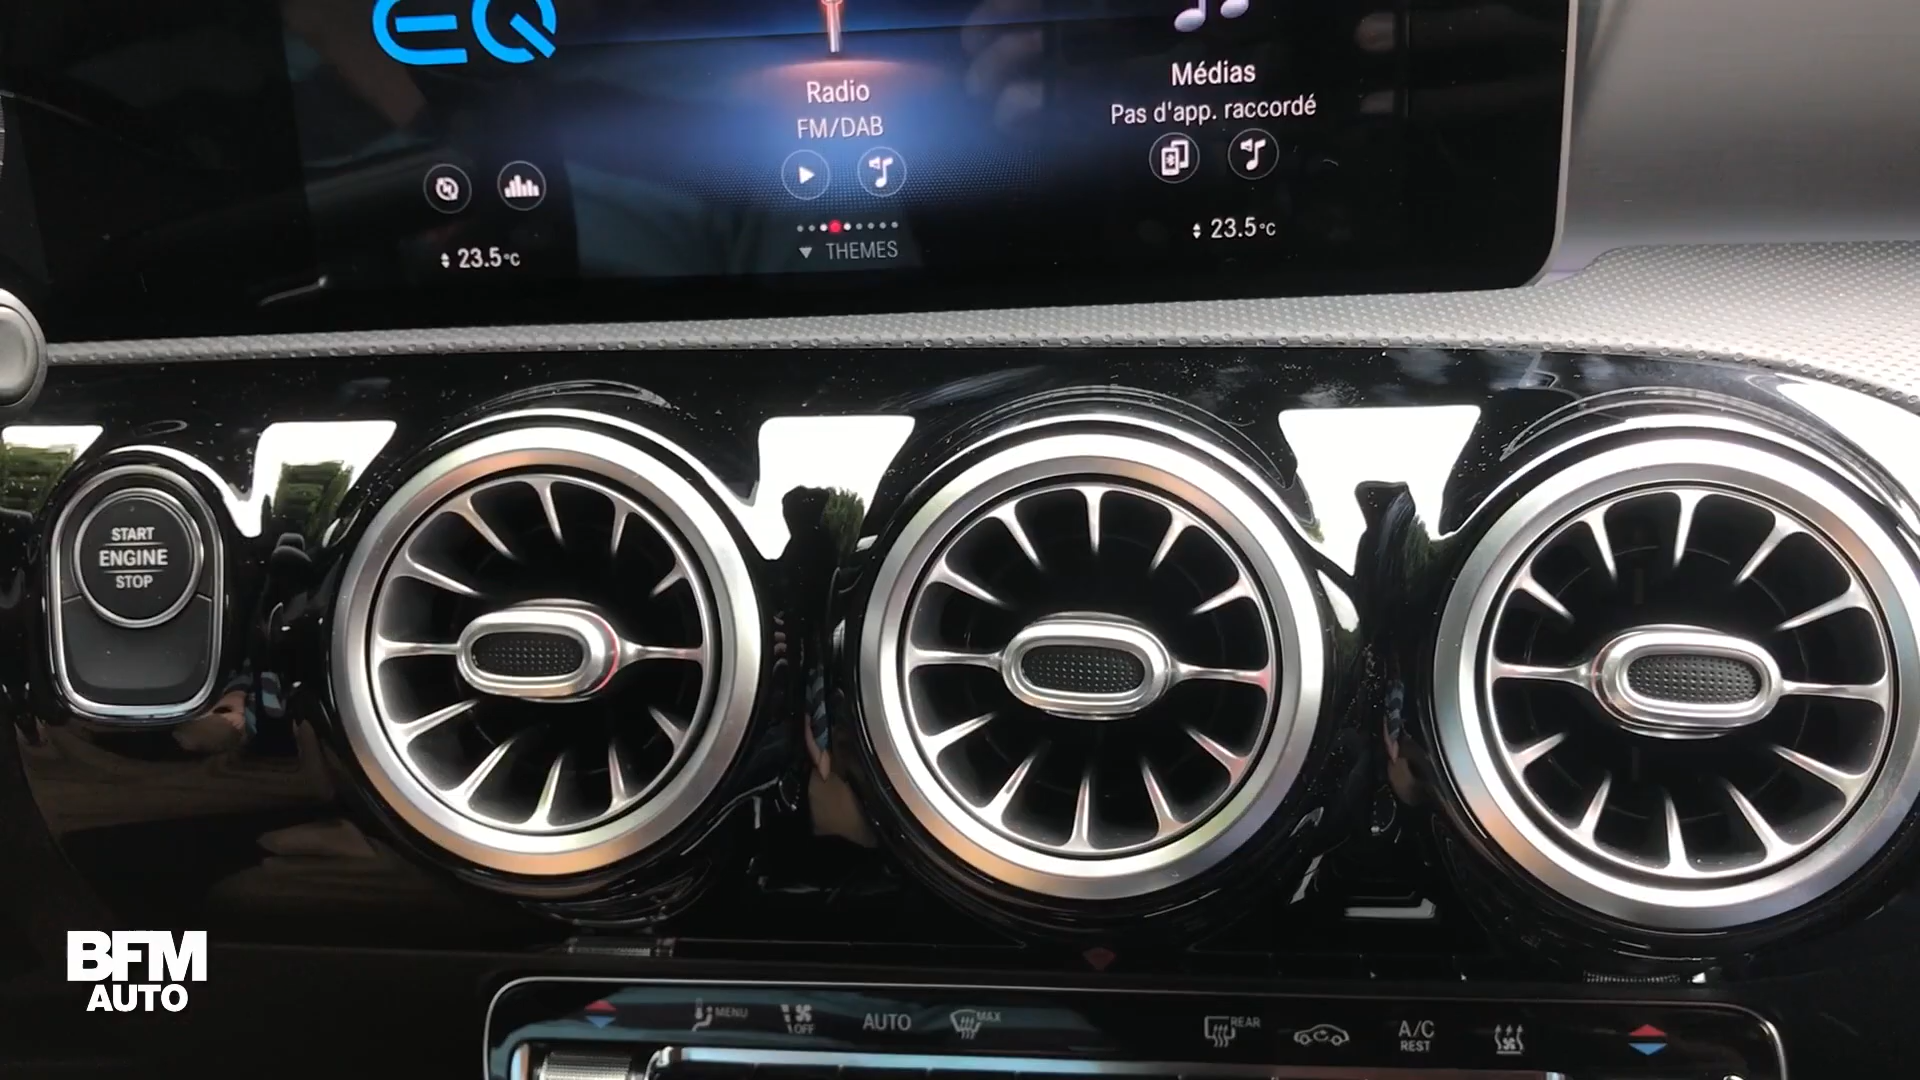 EQ
Radio
FM/DAB
Médias
Pas d'app. raccordé
23.5°C
THEMES
23.5°C
START
ENGINE
STOP
BFM
AUTO
MENU
OFF
AUTO
MAX
REAR
A/C
REST